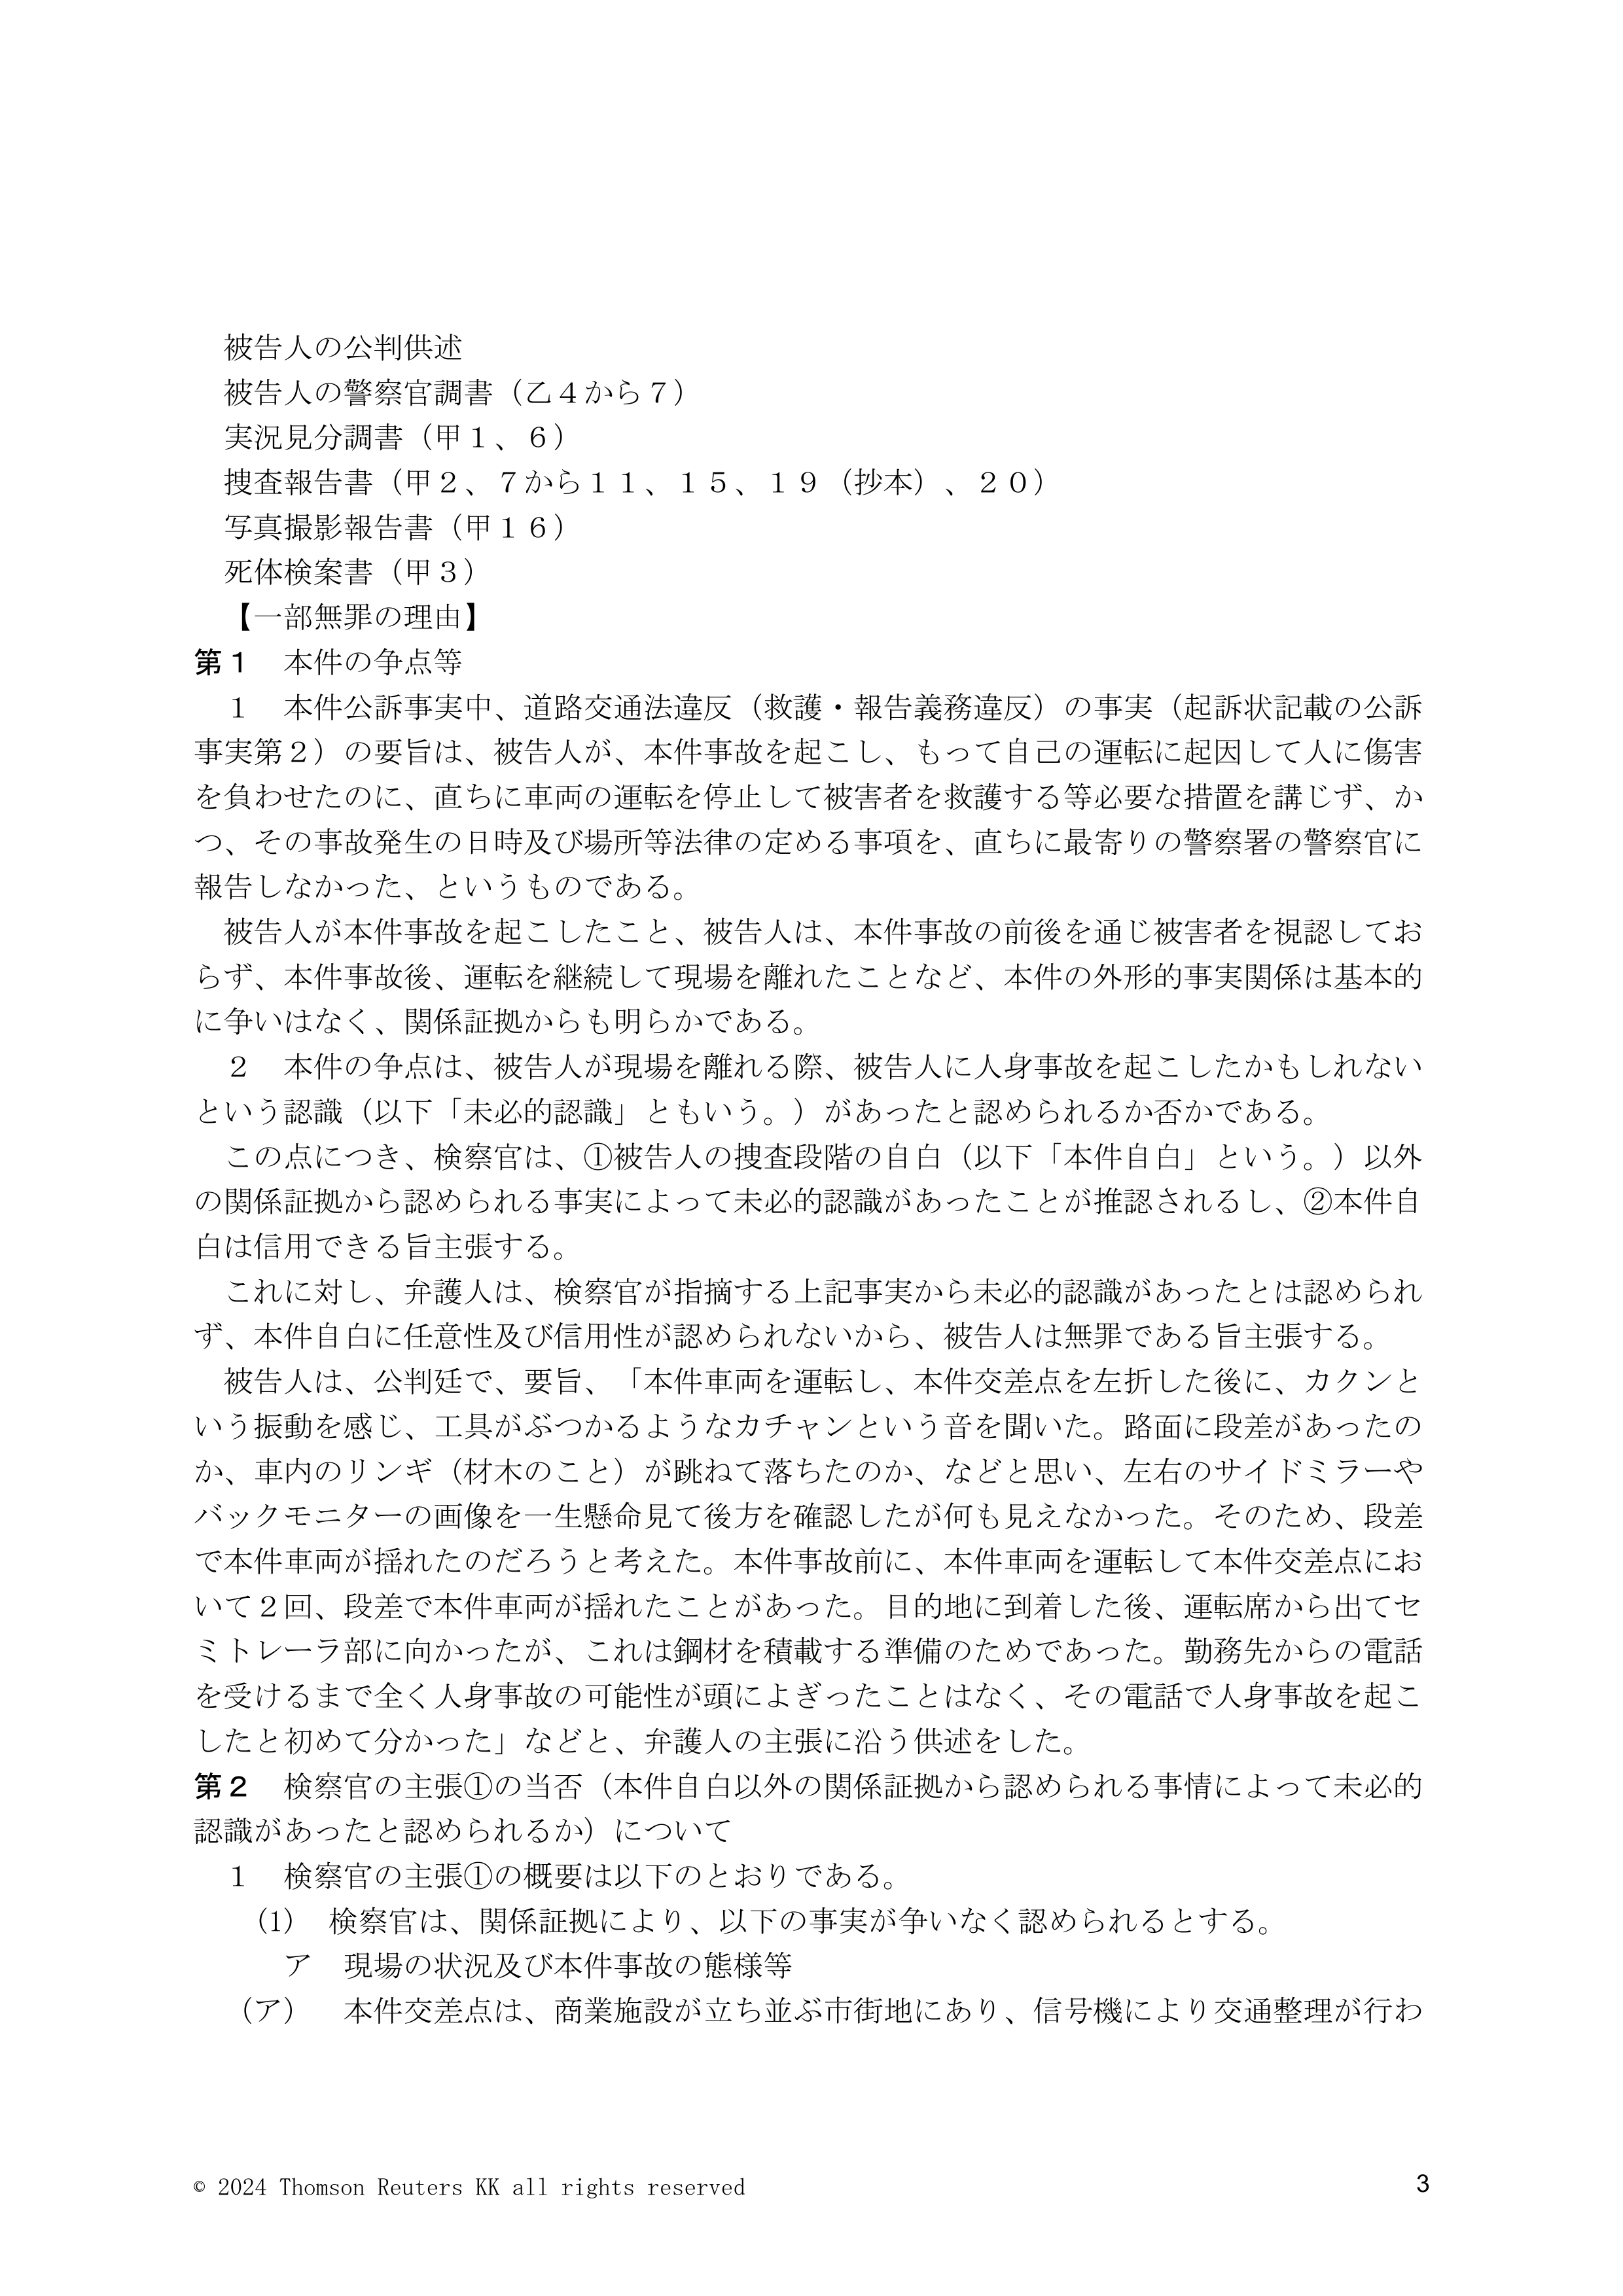 被告人の公判供述
被告人の警察官調書（乙４から７）
実況見分調書（甲１、６）
捜査報告書（甲２、７から１１、１５、１９（抄本）、２０）
写真撮影報告書（甲１６）
死体検案書（甲３）
【一部無罪の理由】
第１　本件の争点等
１　本件公訴事実中、道路交通法違反（救護・報告義務違反）の事実（起訴状記載の公訴
事実第２）の要旨は、被告人が、本件事故を起こし、もって自己の運転に起因して人に傷害
を負わせたのに、直ちに車両の運転を停止して被害者を救護する等必要な措置を講じず、か
つ、その事故発生の日時及び場所等法律の定める事項を、直ちに最寄りの警察署の警察官に
報告しなかった、というものである。
被告人が本件事故を起こしたこと、被告人は、本件事故の前後を通じ被害者を視認してお
らず、本件事故後、運転を継続して現場を離れたことなど、本件の外形的事実関係は基本的
に争いはなく、関係証拠からも明らかである。
２　本件の争点は、被告人が現場を離れる際、被告人に人身事故を起こしたかもしれない
という認識（以下「未必的認識」ともいう。）があったと認められるか否かである。
この点につき、検察官は、①被告人の捜査段階の自白（以下「本件自白」という。）以外
の関係証拠から認められる事実によって未必的認識があったことが推認されるし、②本件自
白は信用できる旨主張する。
これに対し、弁護人は、検察官が指摘する上記事実から未必的認識があったとは認められ
ず、本件自白に任意性及び信用性が認められないから、被告人は無罪である旨主張する。
被告人は、公判廷で、要旨、「本件車両を運転し、本件交差点を左折した後に、カクンと
いう振動を感じ、工具がぶつかるようなカチャンという音を聞いた。路面に段差があったの
か、車内のリンギ（材木のこと）が跳ねて落ちたのか、などと思い、左右のサイドミラーや
バックモニターの画像を一生懸命見て後方を確認したが何も見えなかった。そのため、段差
で本件車両が揺れたのだろうと考えた。本件事故前に、本件車両を運転して本件交差点にお
いて２回、段差で本件車両が揺れたことがあった。目的地に到着した後、運転席から出てセ
ミトレーラ部に向かったが、これは鋼材を積載する準備のためであった。勤務先からの電話
を受けるまで全く人身事故の可能性が頭によぎったことはなく、その電話で人身事故を起こ
したと初めて分かった」などと、弁護人の主張に沿う供述をした。
第２　検察官の主張①の当否（本件自白以外の関係証拠から認められる事情によって未必的
認識があったと認められるか）について
１　検察官の主張①の概要は以下のとおりである。
(1)　検察官は、関係証拠により、以下の事実が争いなく認められるとする。
ア　現場の状況及び本件事故の態様等
（ア）　本件交差点は、商業施設が立ち並ぶ市街地にあり、信号機により交通整理が行わ
© 2024 Thomson Reuters KK all rights reserved
3